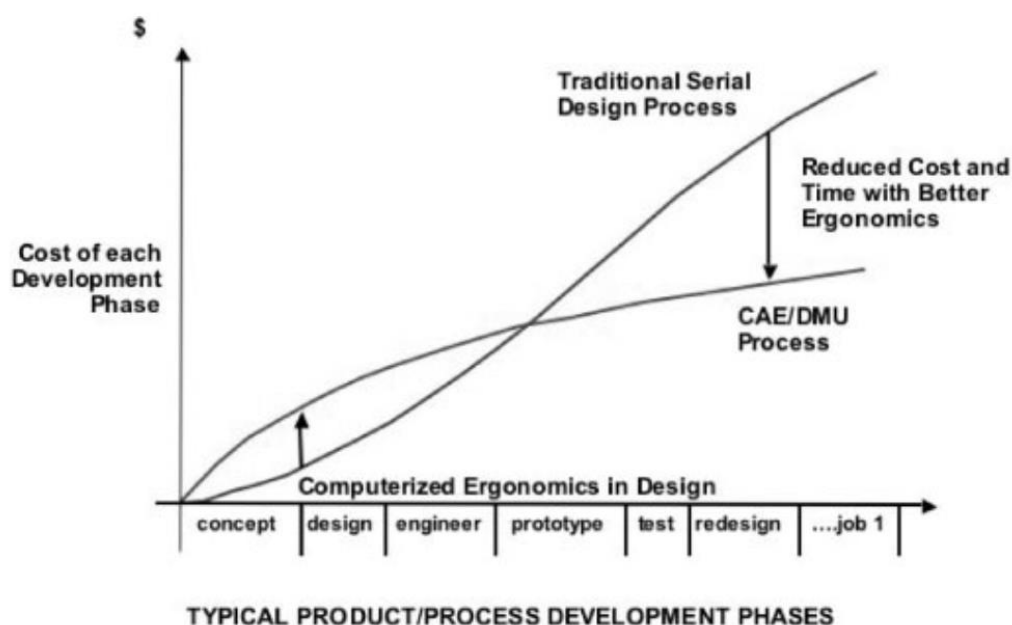 $
Traditional Serial
Design Process
Reduced Cost and
Time with Better
Ergonomics
Cost of each
Development
Phase
CAE/DMU
Process
Computerized Ergonomics in Design
concept design engineer prototype test redesign ....job 1
TYPICAL PRODUCT/PROCESS DEVELOPMENT PHASES